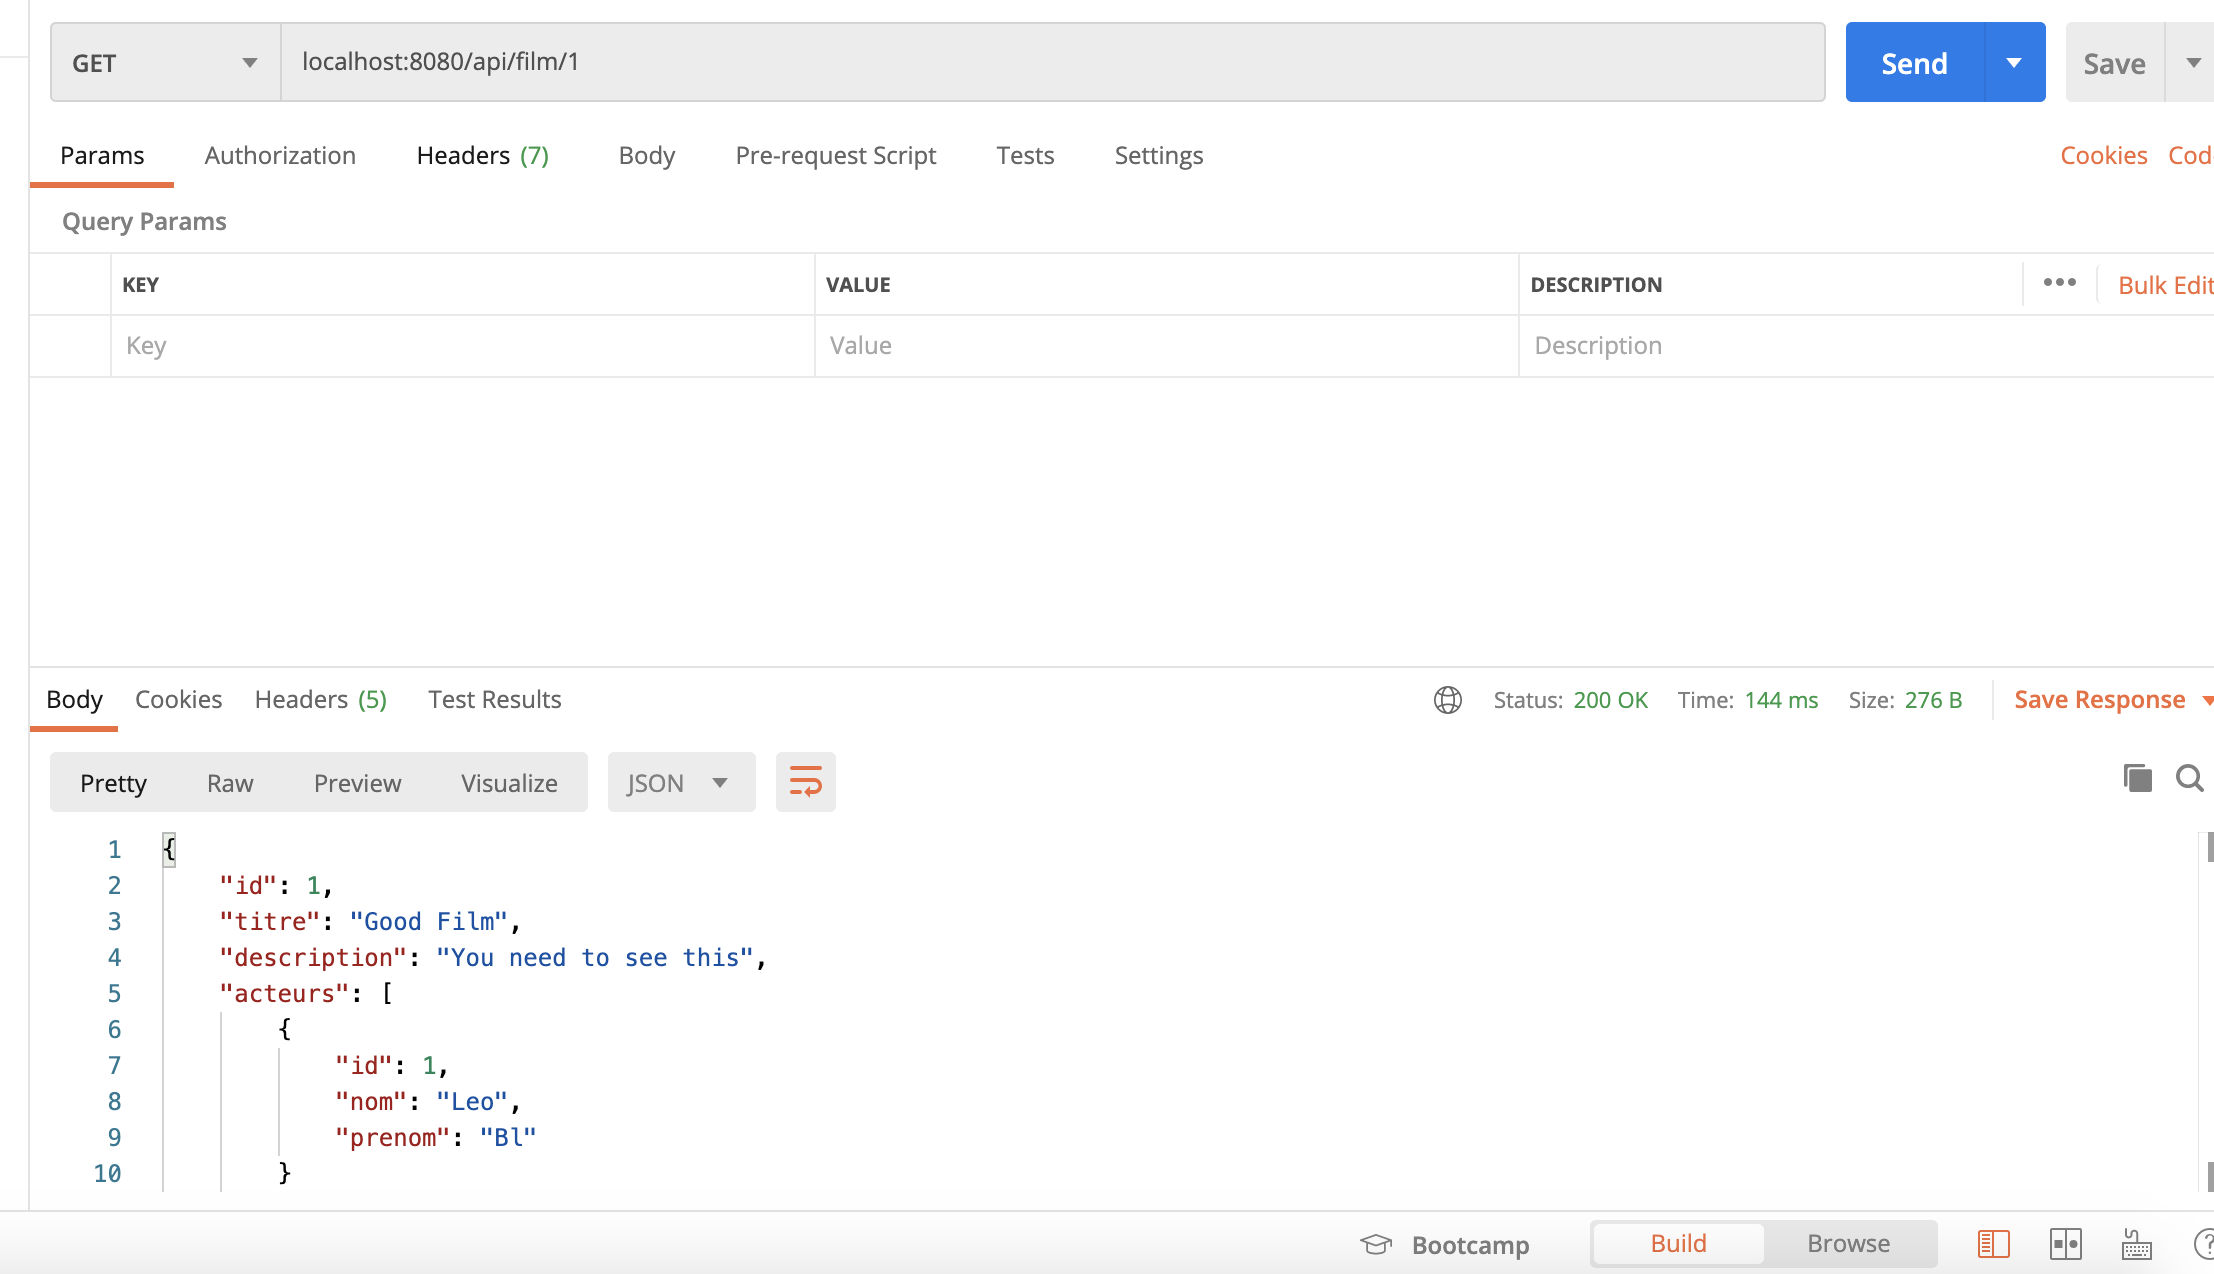 GET localhost:8080/api/film/1 Send Save
Params Authorization Headers (7) Body Pre-request Script Tests Settings Cookies Cod
Query Params
KEY VALUE DESCRIPTION ••• Bulk Edit
Key Value Description
Body Cookies Headers (5) Test Results Status: 200 OK Time: 144 ms Size: 276 B Save Response
Pretty Raw Preview Visualize JSON
1 {
2 "id": 1,
3 "titre": "Good Film",
4 "description": "You need to see this",
5 "acteurs": [
6 {
7 "id": 1,
8 "nom": "Leo",
9 "prenom": "Bl"
10 }
Bootcamp Build Browse ?